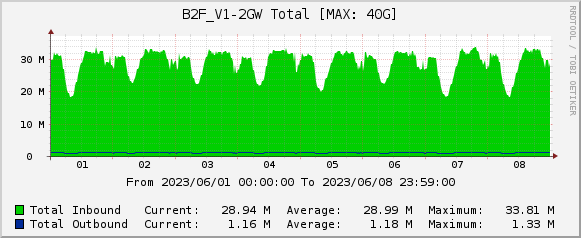 B2F_V1-2GW Total [MAX: 40G]
RRDTOOL / TOBI OETIKER
30 M
20 M
10 M
0
01 02 03 04 05 06 07 08
From 2023/06/01 00:00:00 To 2023/06/08 23:59:00
Total Inbound Current: 28.94 M Average: 28.99 M Maximum: 33.81 M
Total Outbound Current: 1.16 M Average: 1.18 M Maximum: 1.33 M